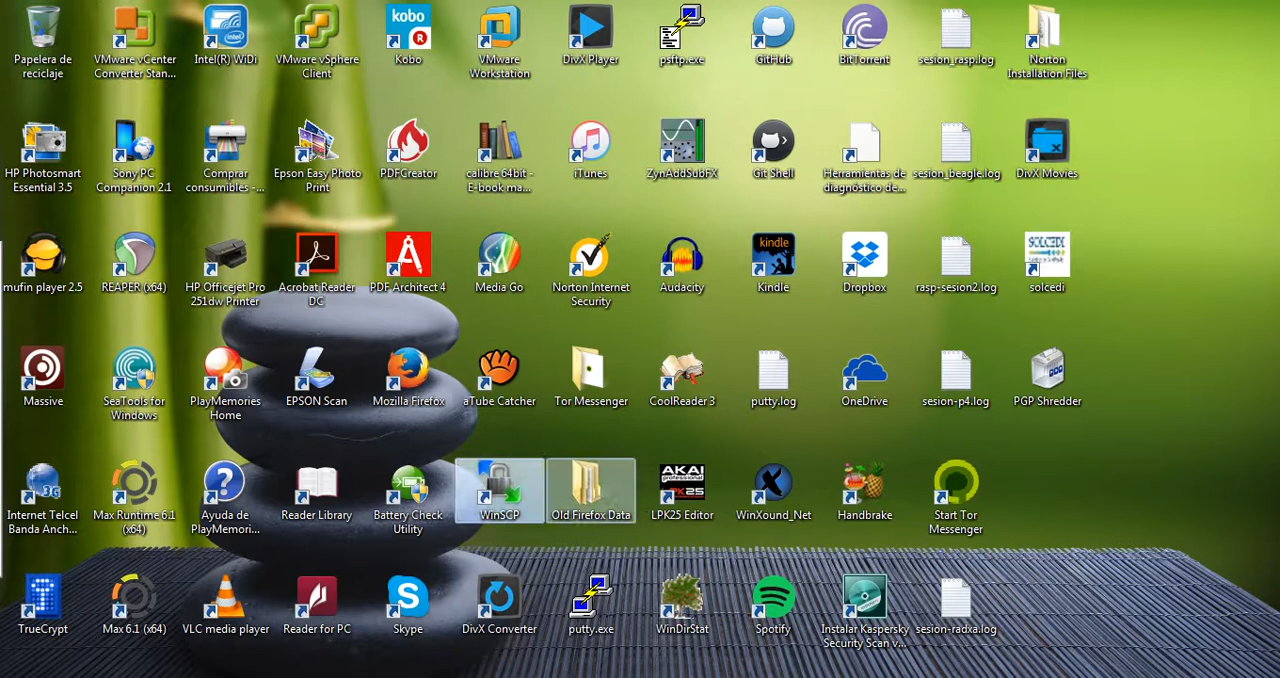 Papelera de
reciclaje
VMware vCenter
Converter Stan...
Intel(R) WiDi
VMware vSphere
Client
kobo
R
Kobo
VMware
Workstation
DivX Player
psftp.exe
GitHub
BitTorrent
sesion_rasp.log
Norton
Installation Files
HP Photosmart
Essential 3.5
Sony PC
Companion 2.1
Comprar
consumibles -...
Epson Easy Photo
Print
PDFCreator
calibre 64bit -
E-book ma...
iTunes
ZynAddSubFX
Git Shell
Herramientas de
diagnóstico de...
sesion_beagle.log
DivX Movies
mufin player 2.5
REAPER (x64)
HP Officejet Pro
251dw Printer
Acrobat Reader
DC
PDF Architect 4
Media Go
Norton Internet
Security
Audacity
kindle
Kindle
Dropbox
rasp-sesion2.log
SOLCEDI
solcedi
Massive
SeaTools for
Windows
PlayMemories
Home
EPSON Scan
Mozilla Firefox
aTube Catcher
Tor Messenger
CoolReader 3
putty.log
OneDrive
sesion-p4.log
PGP Shredder
3G
Internet Telcel
Banda Anch...
Max Runtime 6.1
(x64)
Ayuda de
PlayMemori...
Reader Library
Battery Check
Utility
WinSCP
Old Firefox Data
AKAI
professional
LPK25 Editor
WinXound_Net
Handbrake
Start Tor
Messenger
TrueCrypt
Max 6.1 (x64)
VLC media player
Reader for PC
Skype
DivX Converter
putty.exe
WinDirStat
Spotify
Instalar Kaspersky
Security Scan v...
sesion-radxa.log